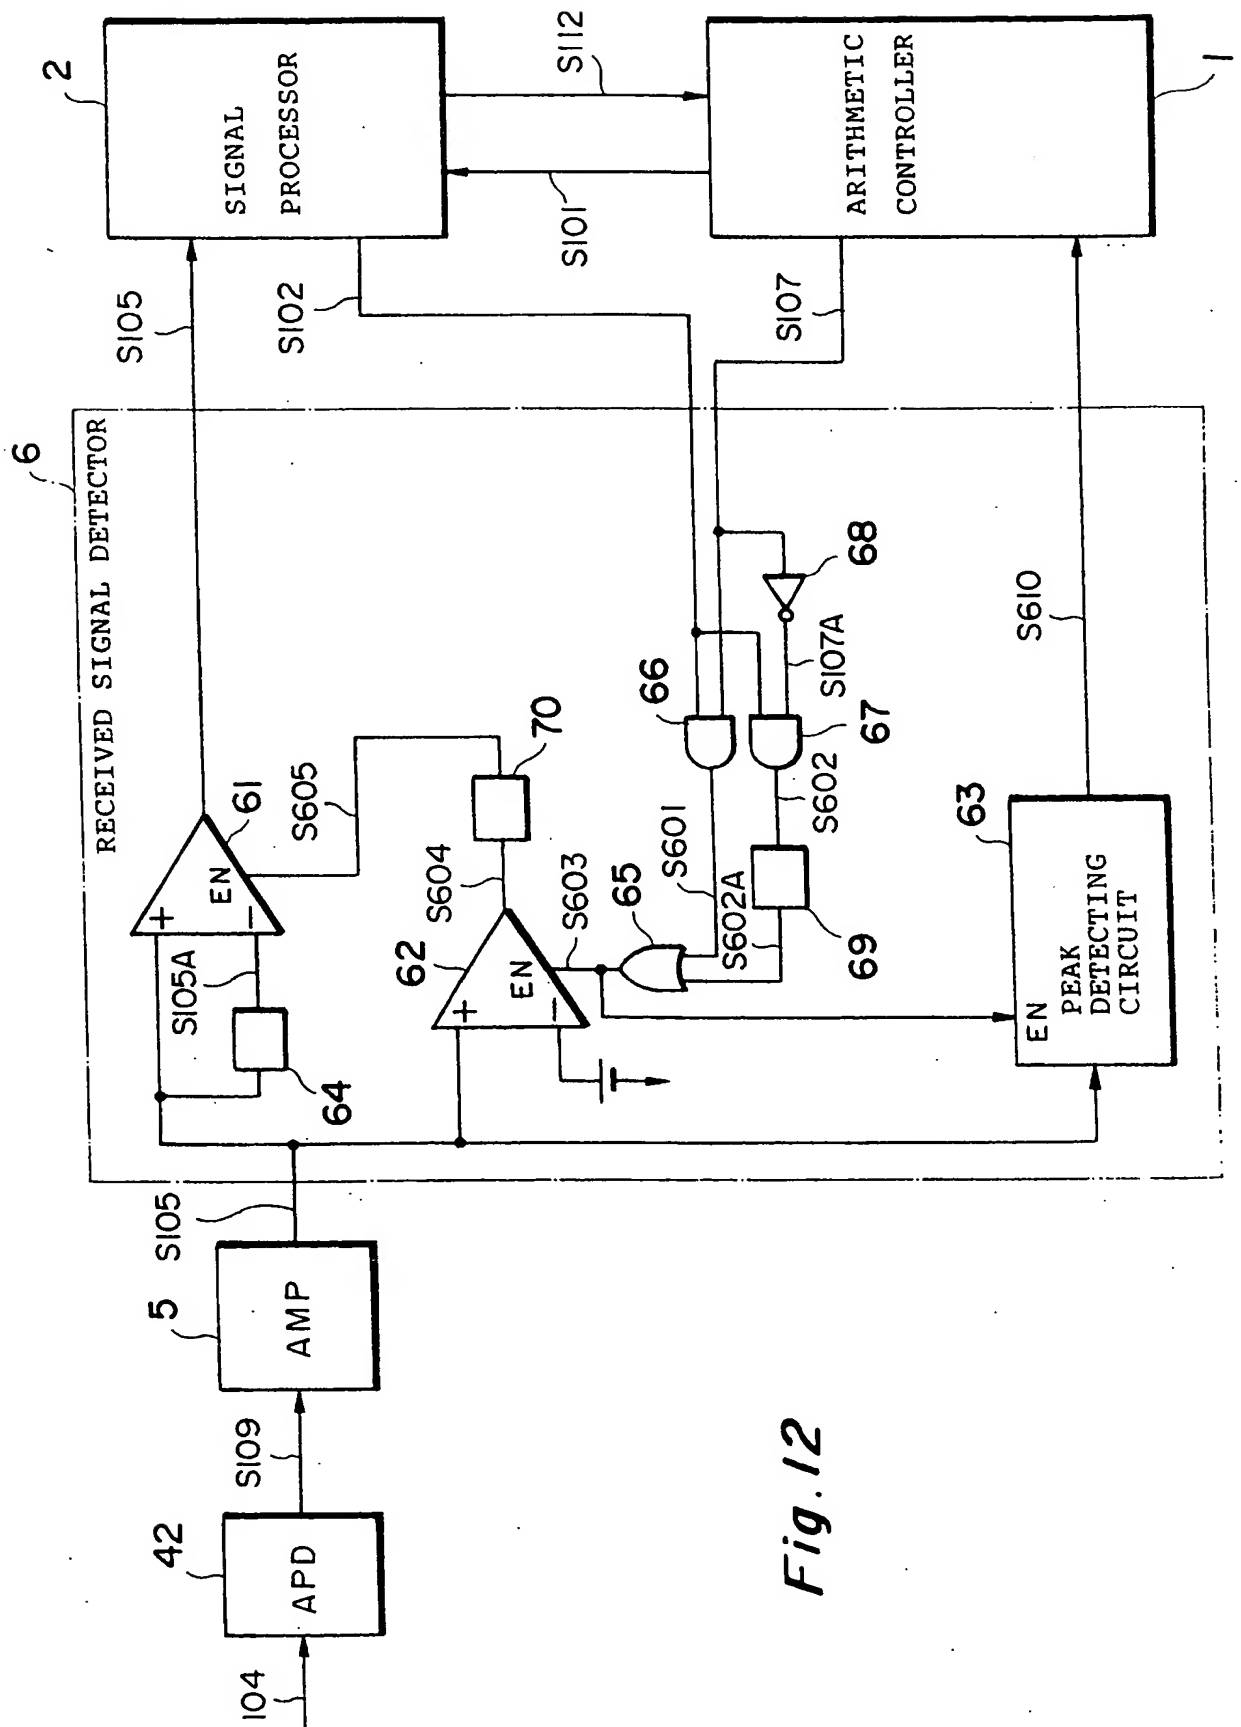 104
42
APD
S109
5
AMP
S105
6
RECEIVED SIGNAL DETECTOR
64
S105A
+
−
EN
61
S605
S105
62
+
−
EN
S604
70
S603
65
S602A
S601
69
S602
66
67
S107A
68
EN
PEAK
DETECTING
CIRCUIT
63
S610
S102
S107
2
SIGNAL
PROCESSOR
S101
S112
ARITHMETIC
CONTROLLER
1
Fig. 12